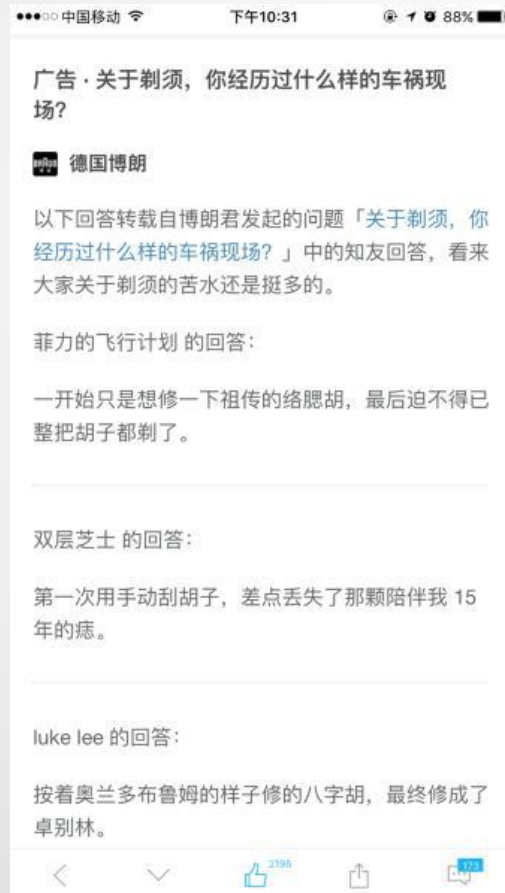 中国移动 下午10:31 88%
广告 · 关于剃须，你经历过什么样的车祸现
场？
BRAUN 德国博朗
以下回答转载自博朗君发起的问题「关于剃须，你
经历过什么样的车祸现场？」中的知友回答，看来
大家关于剃须的苦水还是挺多的。
菲力的飞行计划 的回答：
一开始只是想修一下祖传的络腮胡，最后迫不得已
整把胡子都剃了。
双层芝士 的回答：
第一次用手动刮胡子，差点丢失了那颗陪伴我 15
年的痣。
luke lee 的回答：
按着奥兰多布鲁姆的样子修的八字胡，最终修成了
卓别林。
2196 173